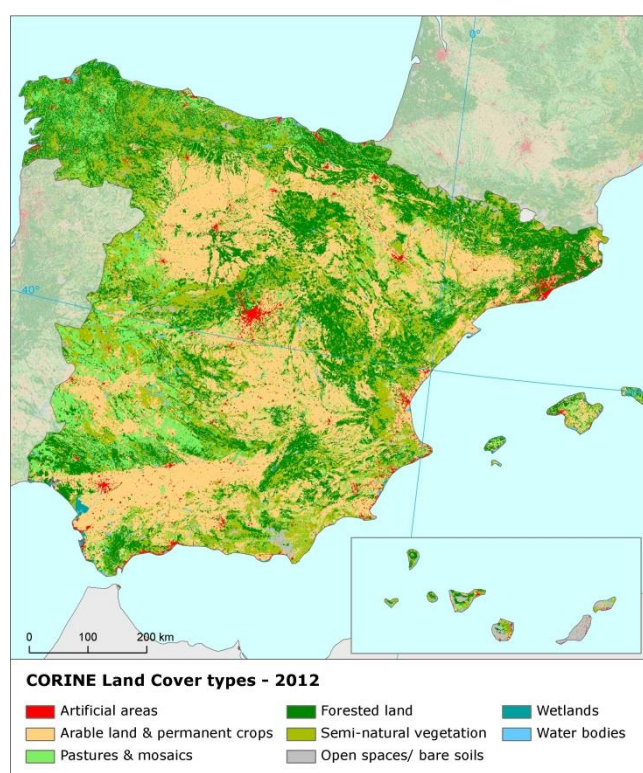 0°
40°
0 100 200 km
CORINE Land Cover types - 2012
Artificial areas
Arable land & permanent crops
Pastures & mosaics
Forested land
Semi-natural vegetation
Open spaces/ bare soils
Wetlands
Water bodies